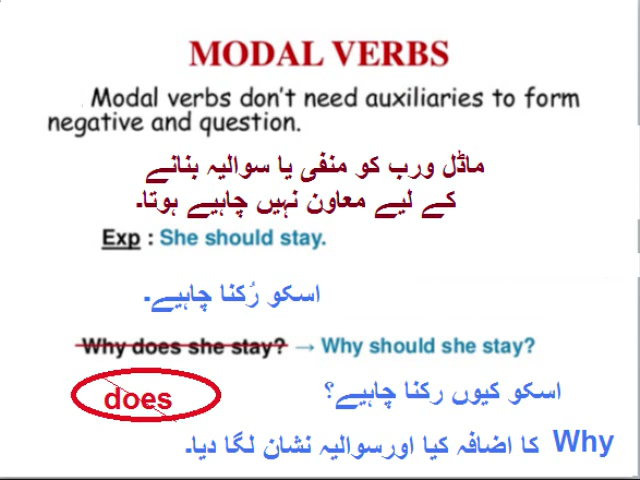 MODAL VERBS
Modal verbs don't need auxiliaries to form
negative and question.
ماڈل ورب کو منفی یا سوالیہ بنانے
کے لیے معاون نہیں چاہیے ہوتا۔
Exp : She should stay.
اسکو رُکنا چاہیے۔
Why does she stay? → Why should she stay?
does
اسکو کیوں رکنا چاہیے؟
Why کا اضافہ کیا اورسوالیہ نشان لگا دیا۔